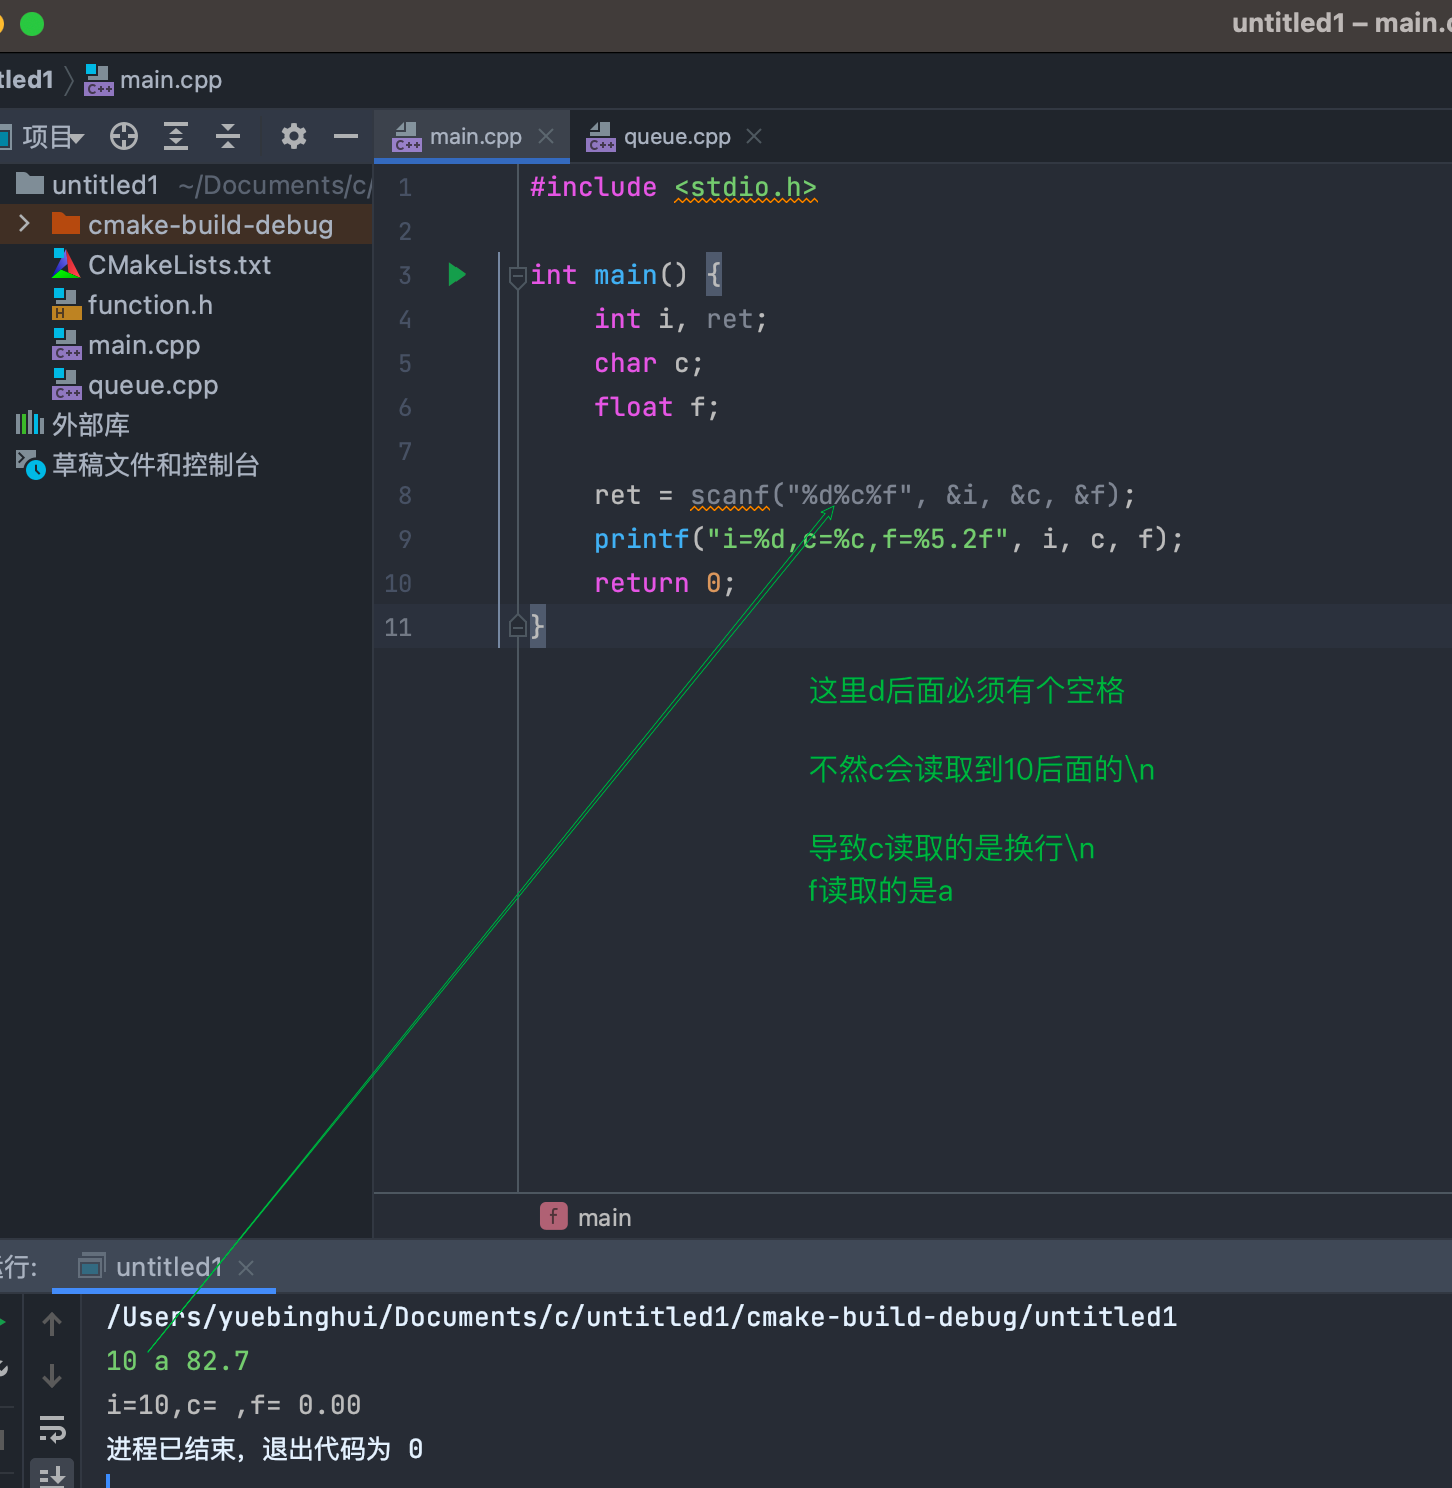 untitled1 – main.c
tled1 main.cpp
项目
main.cpp
queue.cpp
untitled1 ~/Documents/c/
cmake-build-debug
CMakeLists.txt
function.h
main.cpp
queue.cpp
外部库
草稿文件和控制台
1 #include <stdio.h>
2
3 int main() {
4 int i, ret;
5 char c;
6 float f;
7
8 ret = scanf("%d%c%f", &i, &c, &f);
9 printf("i=%d,c=%c,f=%5.2f", i, c, f);
10 return 0;
11 }
这里d后面必须有个空格
不然c会读取到10后面的\n
导致c读取的是换行\n
f读取的是a
f main
行: untitled1
/Users/yuebinghui/Documents/c/untitled1/cmake-build-debug/untitled1
10 a 82.7
i=10,c= ,f= 0.00
进程已结束，退出代码为 0